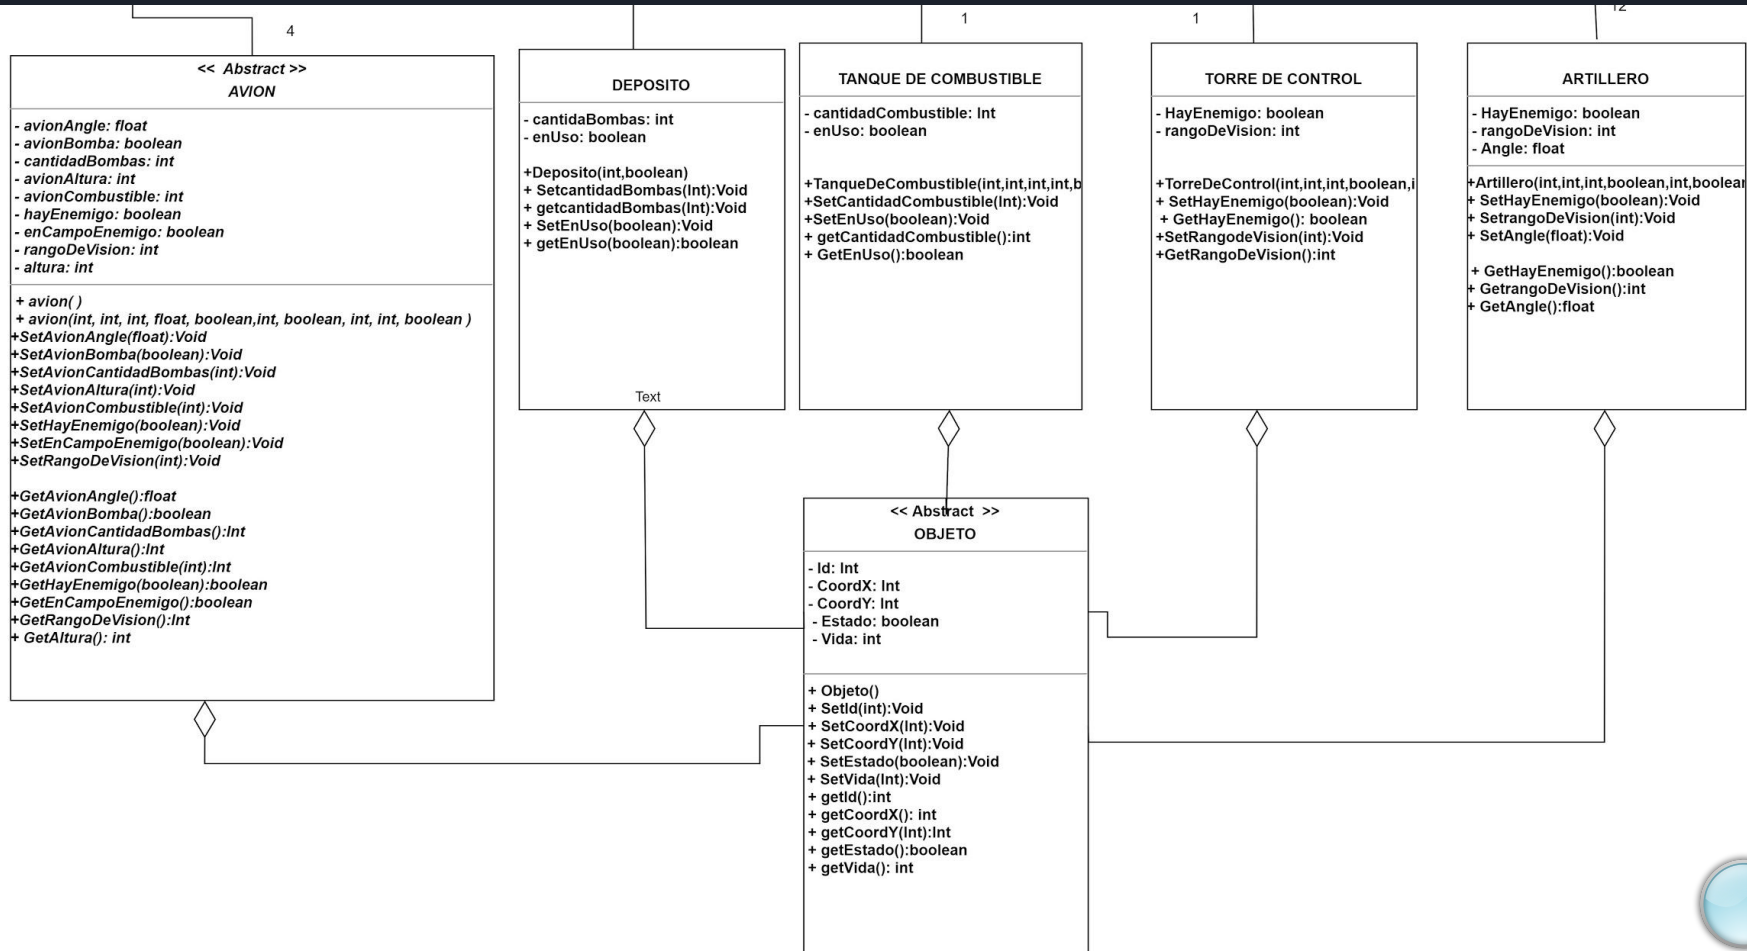 4
1
1
12
<< Abstract >>
AVION
- avionAngle: float
- avionBomba: boolean
- cantidadBombas: int
- avionAltura: int
- avionCombustible: int
- hayEnemigo: boolean
- enCampoEnemigo: boolean
- rangoDeVision: int
- altura: int
+ avion( )
+ avion(int, int, int, float, boolean,int, boolean, int, int, boolean )
+SetAvionAngle(float):Void
+SetAvionBomba(boolean):Void
+SetAvionCantidadBombas(int):Void
+SetAvionAltura(int):Void
+SetAvionCombustible(int):Void
+SetHayEnemigo(boolean):Void
+SetEnCampoEnemigo(boolean):Void
+SetRangoDeVision(int):Void
+GetAvionAngle():float
+GetAvionBomba():boolean
+GetAvionCantidadBombas():Int
+GetAvionAltura():Int
+GetAvionCombustible(int):Int
+GetHayEnemigo(boolean):boolean
+GetEnCampoEnemigo():boolean
+GetRangoDeVision():Int
+ GetAltura(): int
DEPOSITO
- cantidaBombas: int
- enUso: boolean
+Deposito(int,boolean)
+ SetcantidadBombas(Int):Void
+ getcantidadBombas(Int):Void
+ SetEnUso(boolean):Void
+ getEnUso(boolean):boolean
Text
TANQUE DE COMBUSTIBLE
- cantidadCombustible: Int
- enUso: boolean
+TanqueDeCombustible(int,int,int,int,b
+SetCantidadCombustible(Int):Void
+SetEnUso(boolean):Void
+ getCantidadCombustible():int
+ GetEnUso():boolean
TORRE DE CONTROL
- HayEnemigo: boolean
- rangoDeVision: int
+TorreDeControl(int,int,int,boolean,i
+ SetHayEnemigo(boolean):Void
+ GetHayEnemigo(): boolean
+SetRangodeVision(int):Void
+GetRangoDeVision():int
ARTILLERO
- HayEnemigo: boolean
- rangoDeVision: int
- Angle: float
+Artillero(int,int,int,boolean,int,boolear
+ SetHayEnemigo(boolean):Void
+ SetrangoDeVision(int):Void
+ SetAngle(float):Void
+ GetHayEnemigo():boolean
+ GetrangoDeVision():int
+ GetAngle():float
<< Abstract >>
OBJETO
- Id: Int
- CoordX: Int
- CoordY: Int
- Estado: boolean
- Vida: int
+ Objeto()
+ SetId(int):Void
+ SetCoordX(Int):Void
+ SetCoordY(Int):Void
+ SetEstado(boolean):Void
+ SetVida(Int):Void
+ getId():int
+ getCoordX(): int
+ getCoordY(Int):Int
+ getEstado():boolean
+ getVida(): int